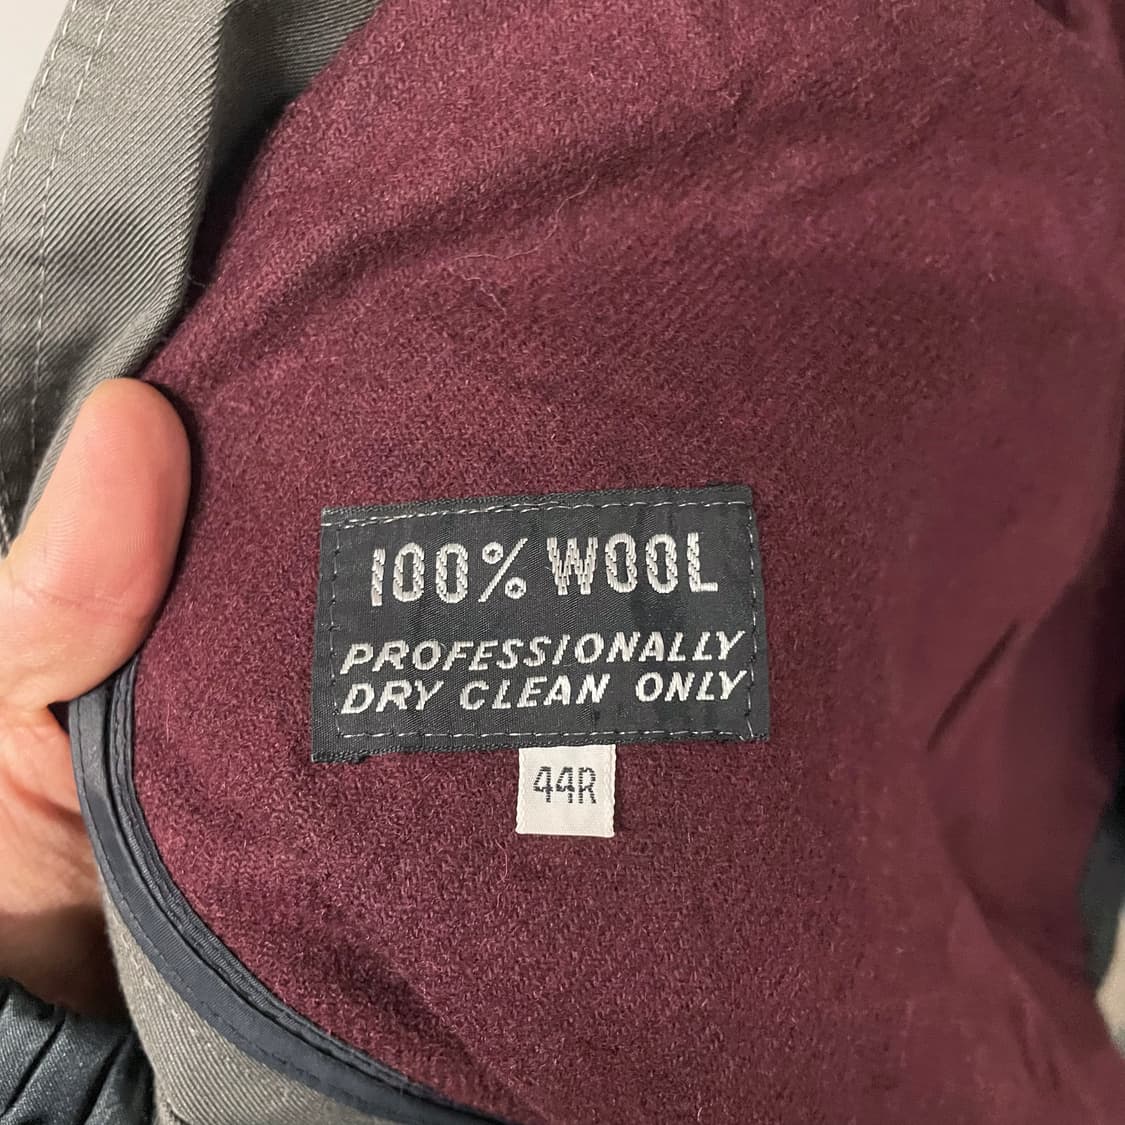 100% WOOL
PROFESSIONALLY
DRY CLEAN ONLY
44R